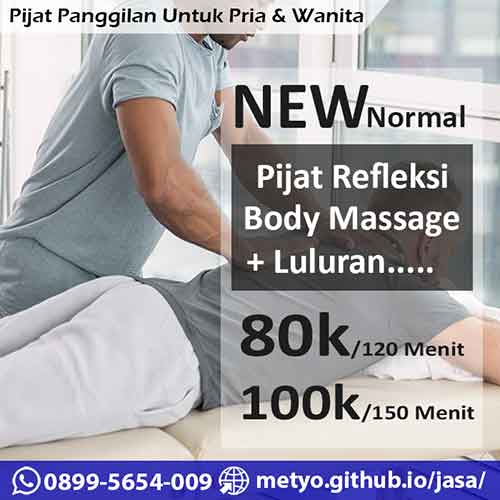 Pijat Panggilan Untuk Pria & Wanita
NEW Normal
Pijat Refleksi
Body Massage
+ Luluran.....
80k/120 Menit
100k/150 Menit
0899-5654-009 metyo.github.io/jasa/